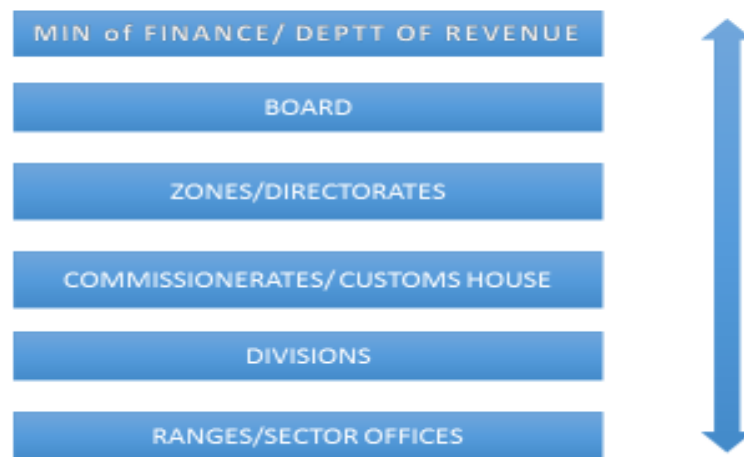 MIN of FINANCE/ DEPTT OF REVENUE
BOARD
ZONES/DIRECTORATES
COMMISSIONERATES/ CUSTOMS HOUSE
DIVISIONS
RANGES/SECTOR OFFICES